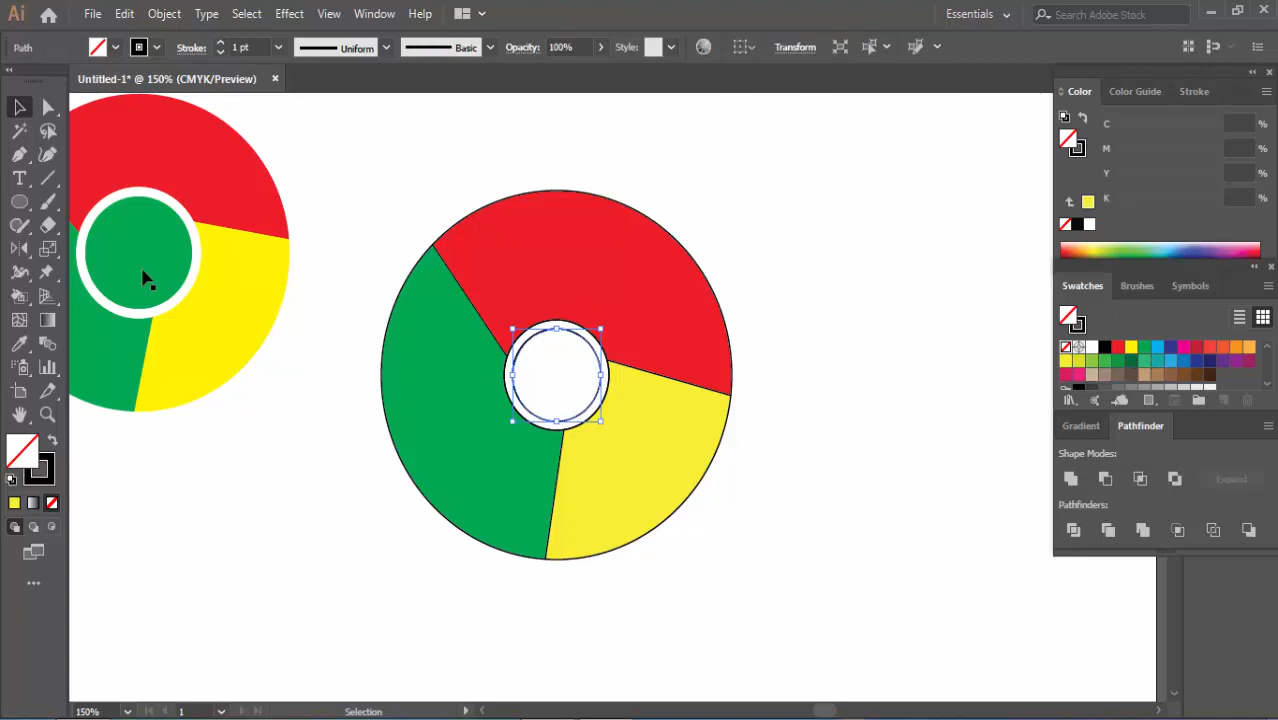 Ai File Edit Object Type Select Effect View Window Help Essentials Search Adobe Stock
Path Stroke: 1 pt Uniform Basic Opacity: 100% Style: Transform
Untitled-1* @ 150% (CMYK/Preview)
Color Color Guide Stroke
C %
M %
Y %
K %
Swatches Brushes Symbols
Gradient Pathfinder
Shape Modes:
Expand
Pathfinders:
150% 1 Selection